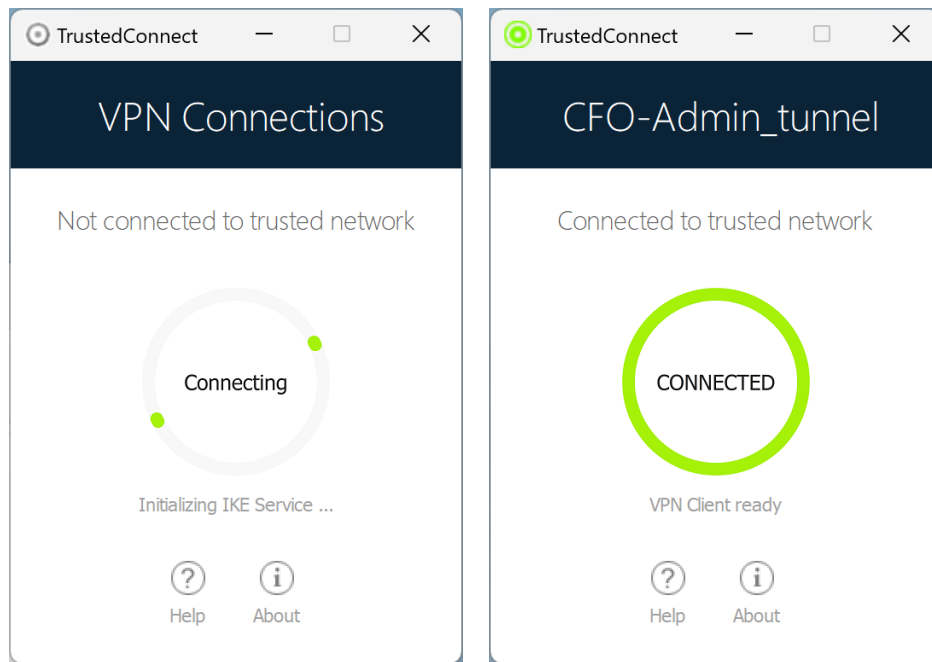 TrustedConnect
VPN Connections
Not connected to trusted network
Connecting
Initializing IKE Service ...
Help
About
TrustedConnect
CFO-Admin_tunnel
Connected to trusted network
CONNECTED
VPN Client ready
Help
About